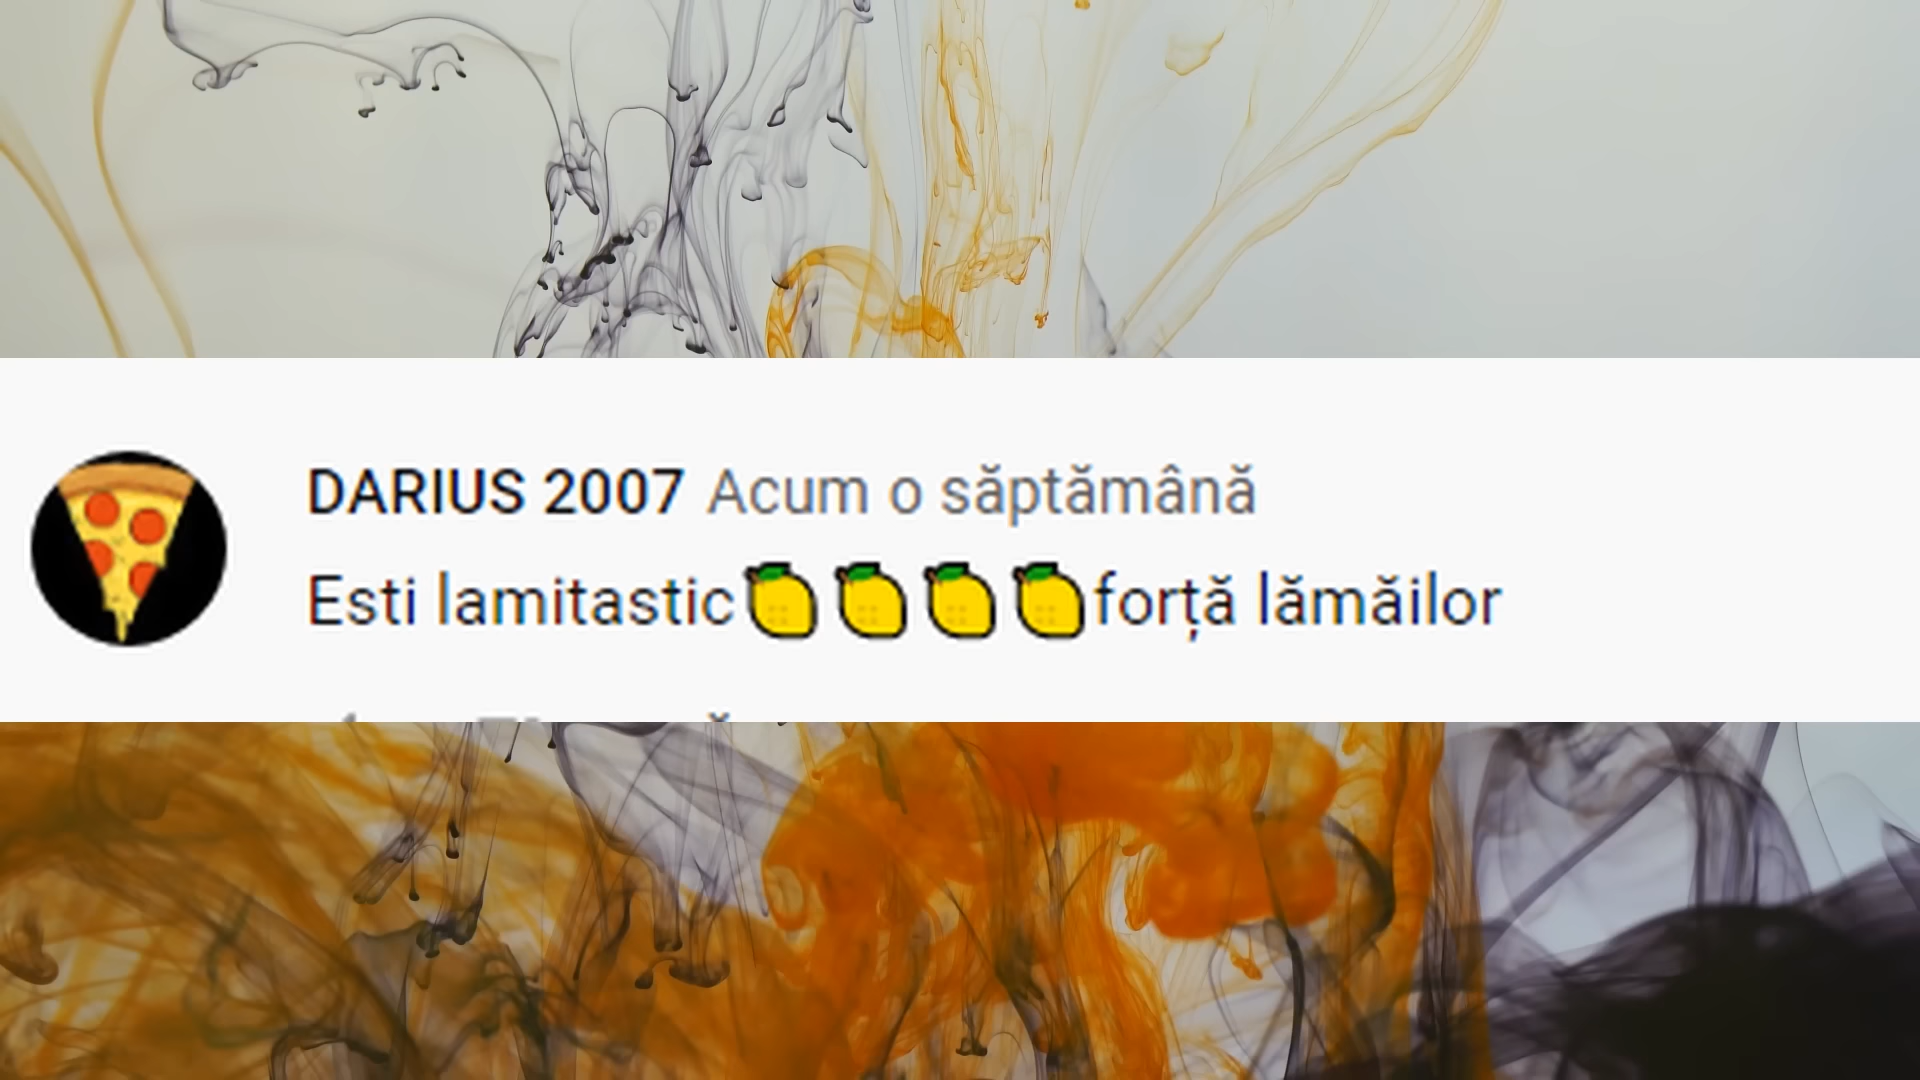 DARIUS 2007 Acum o săptămână
Esti lamitastic🍋🍋🍋🍋forță lămăilor